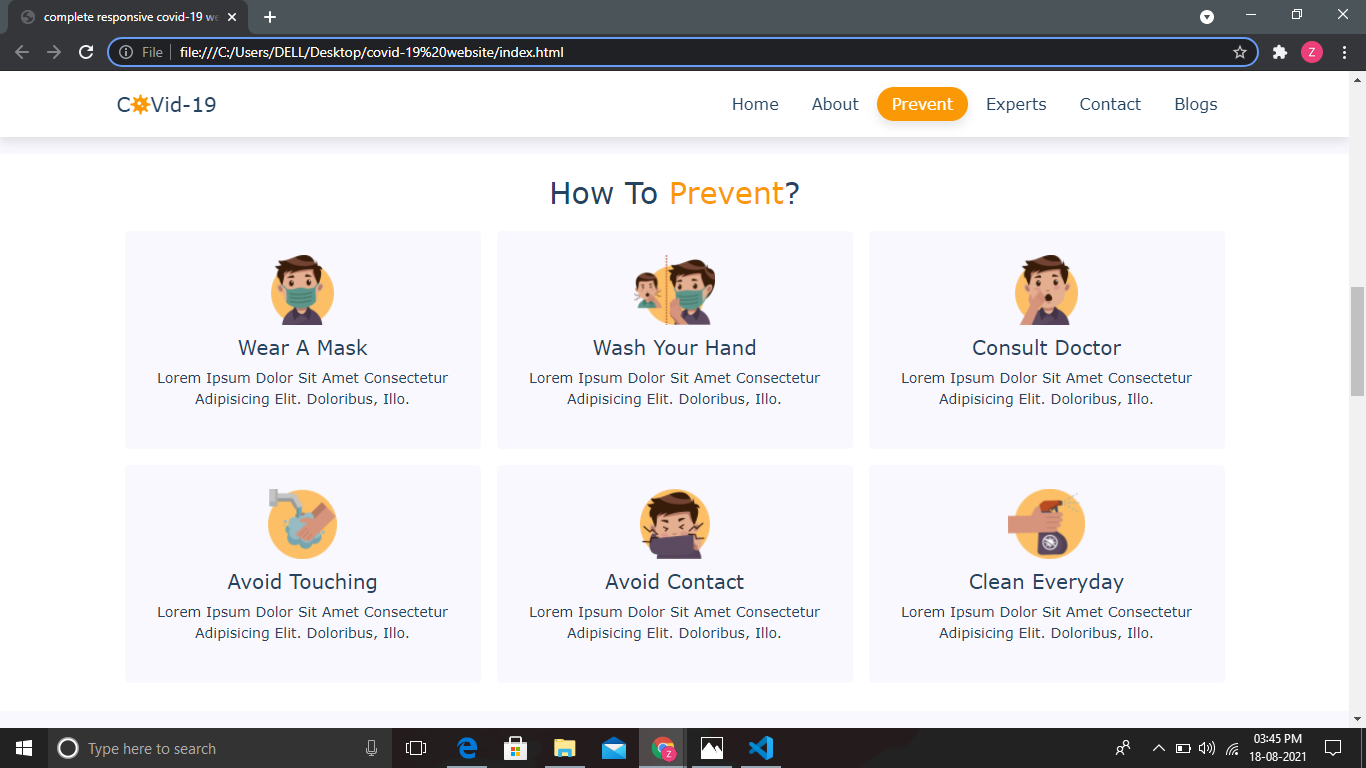 complete responsive covid-19 we
File
file:///C:/Users/DELL/Desktop/covid-19%20website/index.html
Z
C Vid-19
Home About Prevent Experts Contact Blogs
How To Prevent?
Wear A Mask
Lorem Ipsum Dolor Sit Amet Consectetur
Adipisicing Elit. Doloribus, Illo.
Wash Your Hand
Lorem Ipsum Dolor Sit Amet Consectetur
Adipisicing Elit. Doloribus, Illo.
Consult Doctor
Lorem Ipsum Dolor Sit Amet Consectetur
Adipisicing Elit. Doloribus, Illo.
Avoid Touching
Lorem Ipsum Dolor Sit Amet Consectetur
Adipisicing Elit. Doloribus, Illo.
Avoid Contact
Lorem Ipsum Dolor Sit Amet Consectetur
Adipisicing Elit. Doloribus, Illo.
Clean Everyday
Lorem Ipsum Dolor Sit Amet Consectetur
Adipisicing Elit. Doloribus, Illo.
Type here to search
Z
03:45 PM
18-08-2021